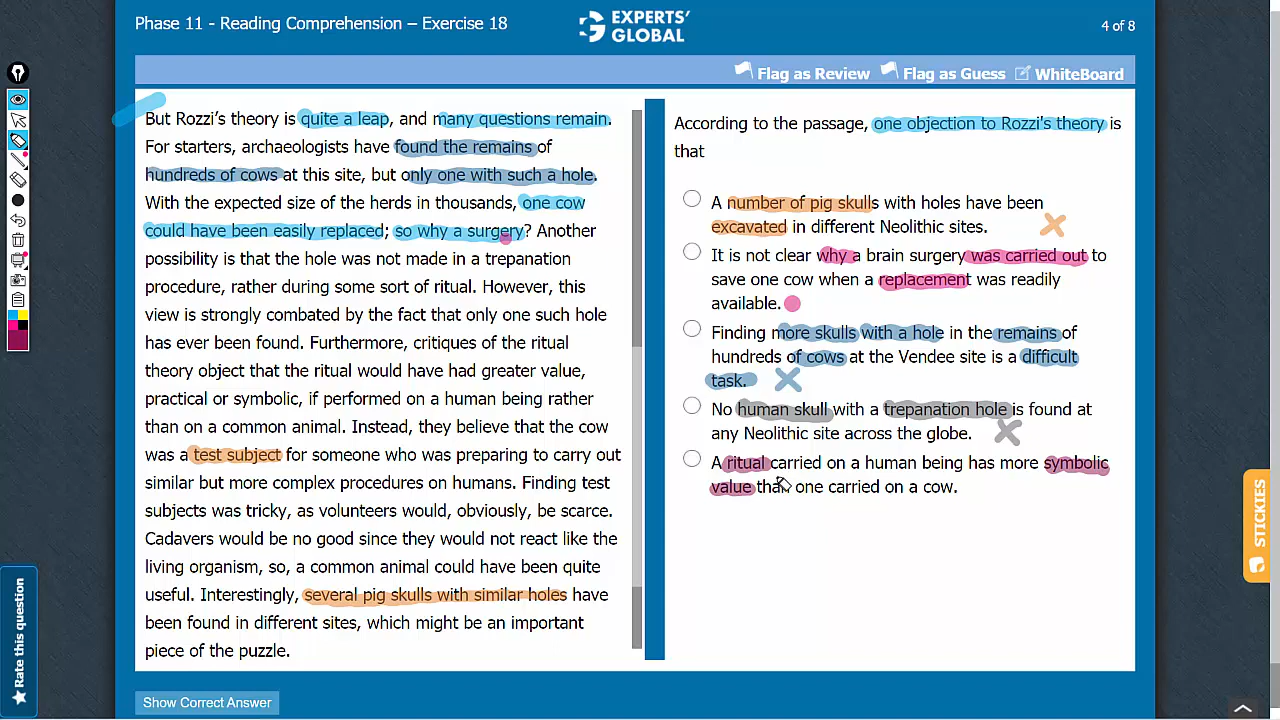 Phase 11 - Reading Comprehension – Exercise 18
EXPERTS’
GLOBAL
4 of 8
Flag as Review
Flag as Guess
WhiteBoard
But Rozzi’s theory is quite a leap, and many questions remain.
For starters, archaeologists have found the remains of
hundreds of cows at this site, but only one with such a hole.
With the expected size of the herds in thousands, one cow
could have been easily replaced; so why a surgery? Another
possibility is that the hole was not made in a trepanation
procedure, rather during some sort of ritual. However, this
view is strongly combated by the fact that only one such hole
has ever been found. Furthermore, critiques of the ritual
theory object that the ritual would have had greater value,
practical or symbolic, if performed on a human being rather
than on a common animal. Instead, they believe that the cow
was a test subject for someone who was preparing to carry out
similar but more complex procedures on humans. Finding test
subjects was tricky, as volunteers would, obviously, be scarce.
Cadavers would be no good since they would not react like the
living organism, so, a common animal could have been quite
useful. Interestingly, several pig skulls with similar holes have
been found in different sites, which might be an important
piece of the puzzle.
According to the passage, one objection to Rozzi's theory is
that
A number of pig skulls with holes have been
excavated in different Neolithic sites.
It is not clear why a brain surgery was carried out to
save one cow when a replacement was readily
available.
Finding more skulls with a hole in the remains of
hundreds of cows at the Vendee site is a difficult
task.
No human skull with a trepanation hole is found at
any Neolithic site across the globe.
A ritual carried on a human being has more symbolic
value than one carried on a cow.
STICKIES
Rate this question
Show Correct Answer